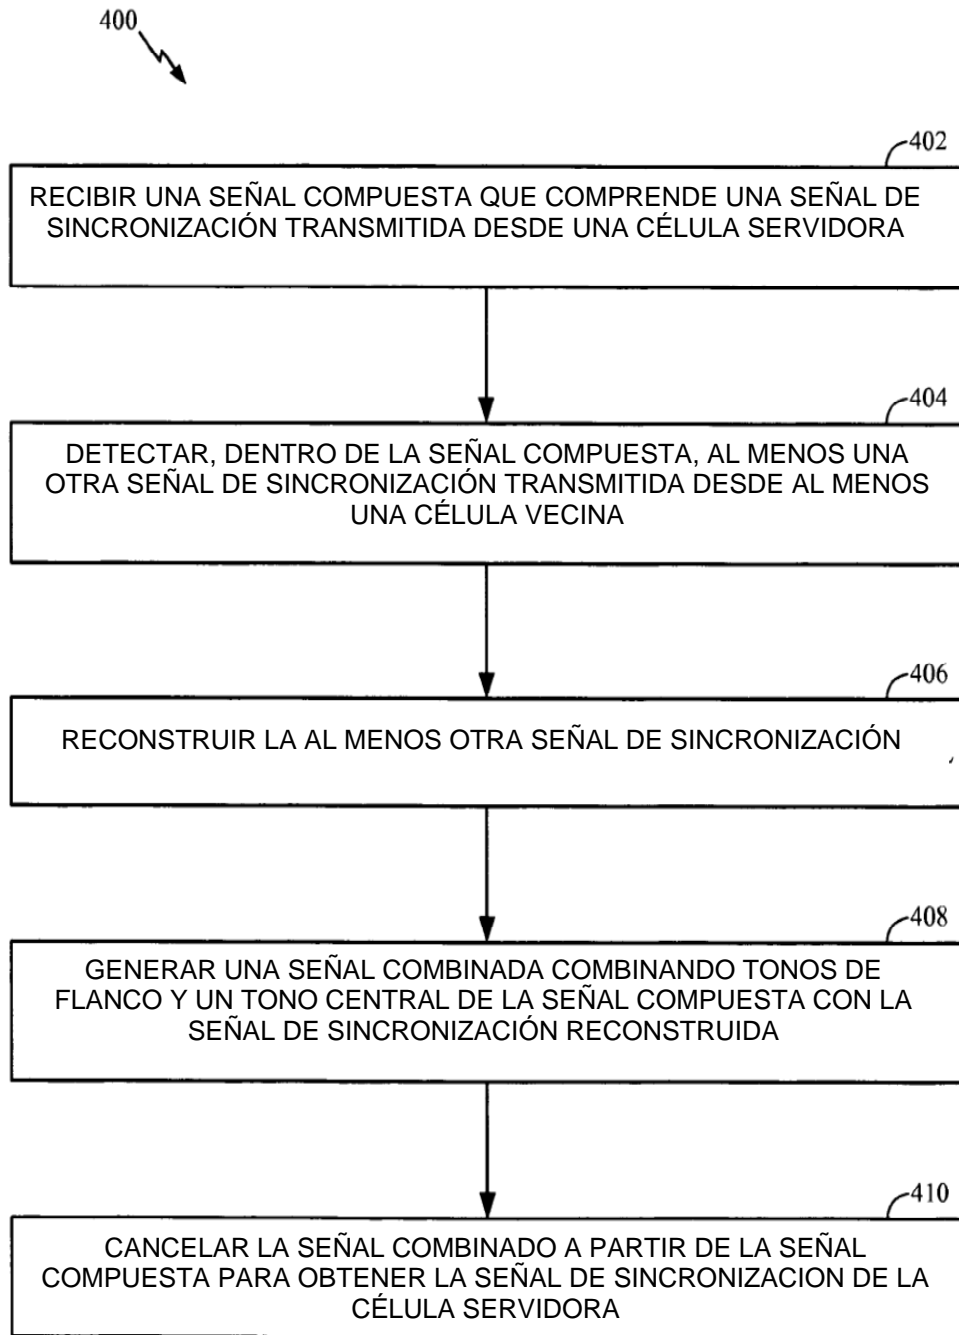 400
402
RECIBIR UNA SEÑAL COMPUESTA QUE COMPRENDE UNA SEÑAL DE
SINCRONIZACIÓN TRANSMITIDA DESDE UNA CÉLULA SERVIDORA
404
DETECTAR, DENTRO DE LA SEÑAL COMPUESTA, AL MENOS UNA
OTRA SEÑAL DE SINCRONIZACIÓN TRANSMITIDA DESDE AL MENOS
UNA CÉLULA VECINA
406
RECONSTRUIR LA AL MENOS OTRA SEÑAL DE SINCRONIZACIÓN
408
GENERAR UNA SEÑAL COMBINADA COMBINANDO TONOS DE
FLANCO Y UN TONO CENTRAL DE LA SEÑAL COMPUESTA CON LA
SEÑAL DE SINCRONIZACIÓN RECONSTRUIDA
410
CANCELAR LA SEÑAL COMBINADO A PARTIR DE LA SEÑAL
COMPUESTA PARA OBTENER LA SEÑAL DE SINCRONIZACION DE LA
CÉLULA SERVIDORA